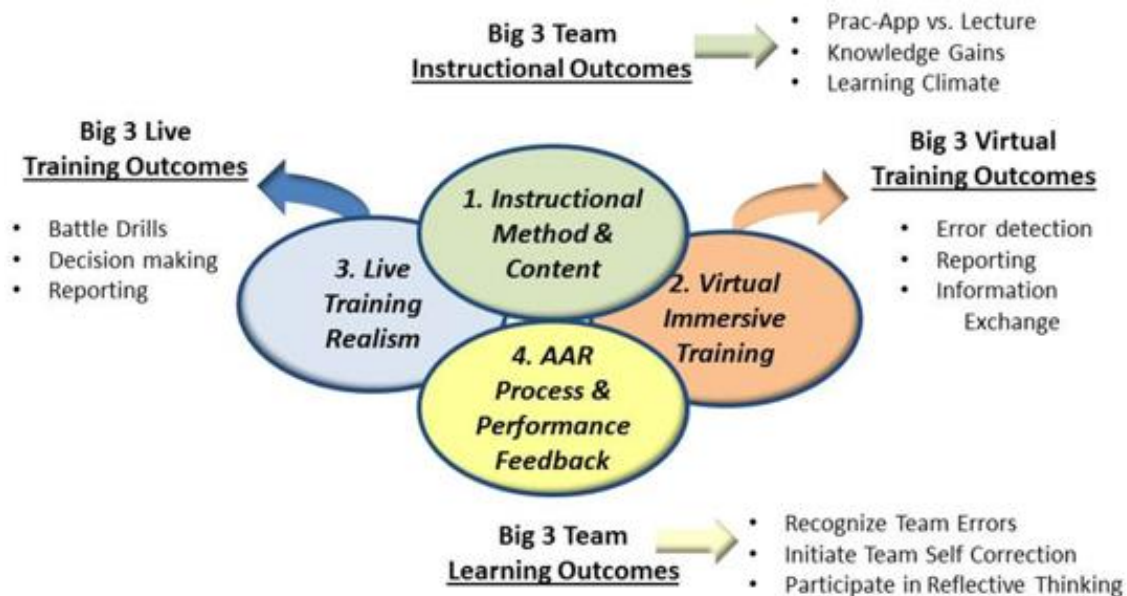 Big 3 Team
Instructional Outcomes
• Prac-App vs. Lecture
• Knowledge Gains
• Learning Climate
Big 3 Live
Training Outcomes
• Battle Drills
• Decision making
• Reporting
Big 3 Virtual
Training Outcomes
• Error detection
• Reporting
• Information
Exchange
1. Instructional
Method &
Content
2. Virtual
Immersive
Training
3. Live
Training
Realism
4. AAR
Process &
Performance
Feedback
Big 3 Team
Learning Outcomes
• Recognize Team Errors
• Initiate Team Self Correction
• Participate in Reflective Thinking